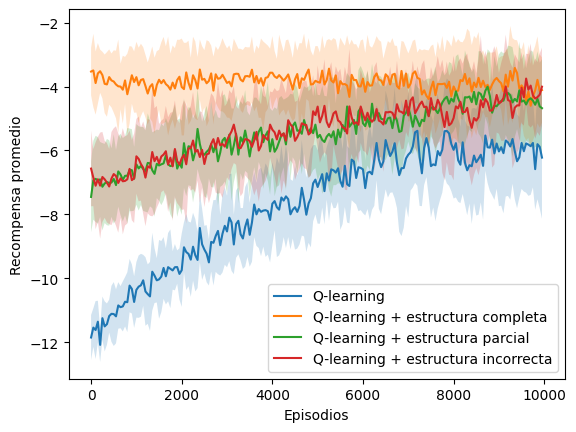 −2
−4
−6
−8
−10
−12
Recompensa promedio
0
2000
4000
6000
8000
10000
Episodios
Q-learning
Q-learning + estructura completa
Q-learning + estructura parcial
Q-learning + estructura incorrecta